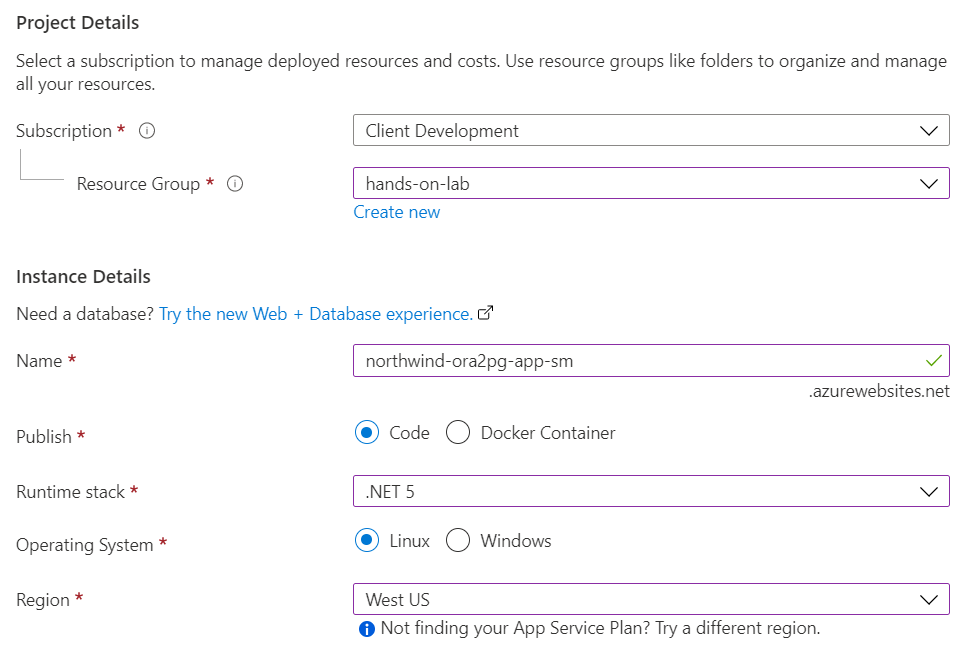 Project Details
Select a subscription to manage deployed resources and costs. Use resource groups like folders to organize and manage
all your resources.
Subscription *
Client Development
Resource Group *
hands-on-lab
Create new
Instance Details
Need a database? Try the new Web + Database experience.
Name *
northwind-ora2pg-app-sm
.azurewebsites.net
Publish *
Code Docker Container
Runtime stack *
.NET 5
Operating System *
Linux Windows
Region *
West US
Not finding your App Service Plan? Try a different region.